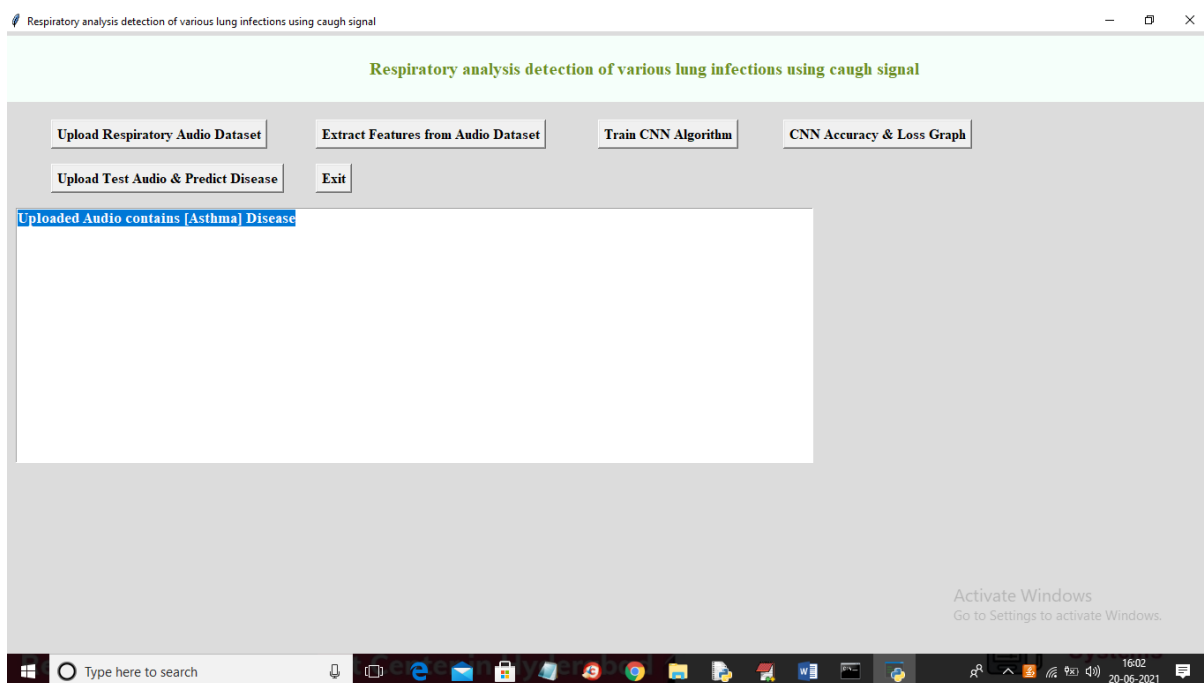 Respiratory analysis detection of various lung infections using caugh signal
Respiratory analysis detection of various lung infections using caugh signal
Upload Respiratory Audio Dataset
Extract Features from Audio Dataset
Train CNN Algorithm
CNN Accuracy & Loss Graph
Upload Test Audio & Predict Disease
Exit
Uploaded Audio contains [Asthma] Disease
Activate Windows
Go to Settings to activate Windows.
Type here to search
16:02
20-06-2021